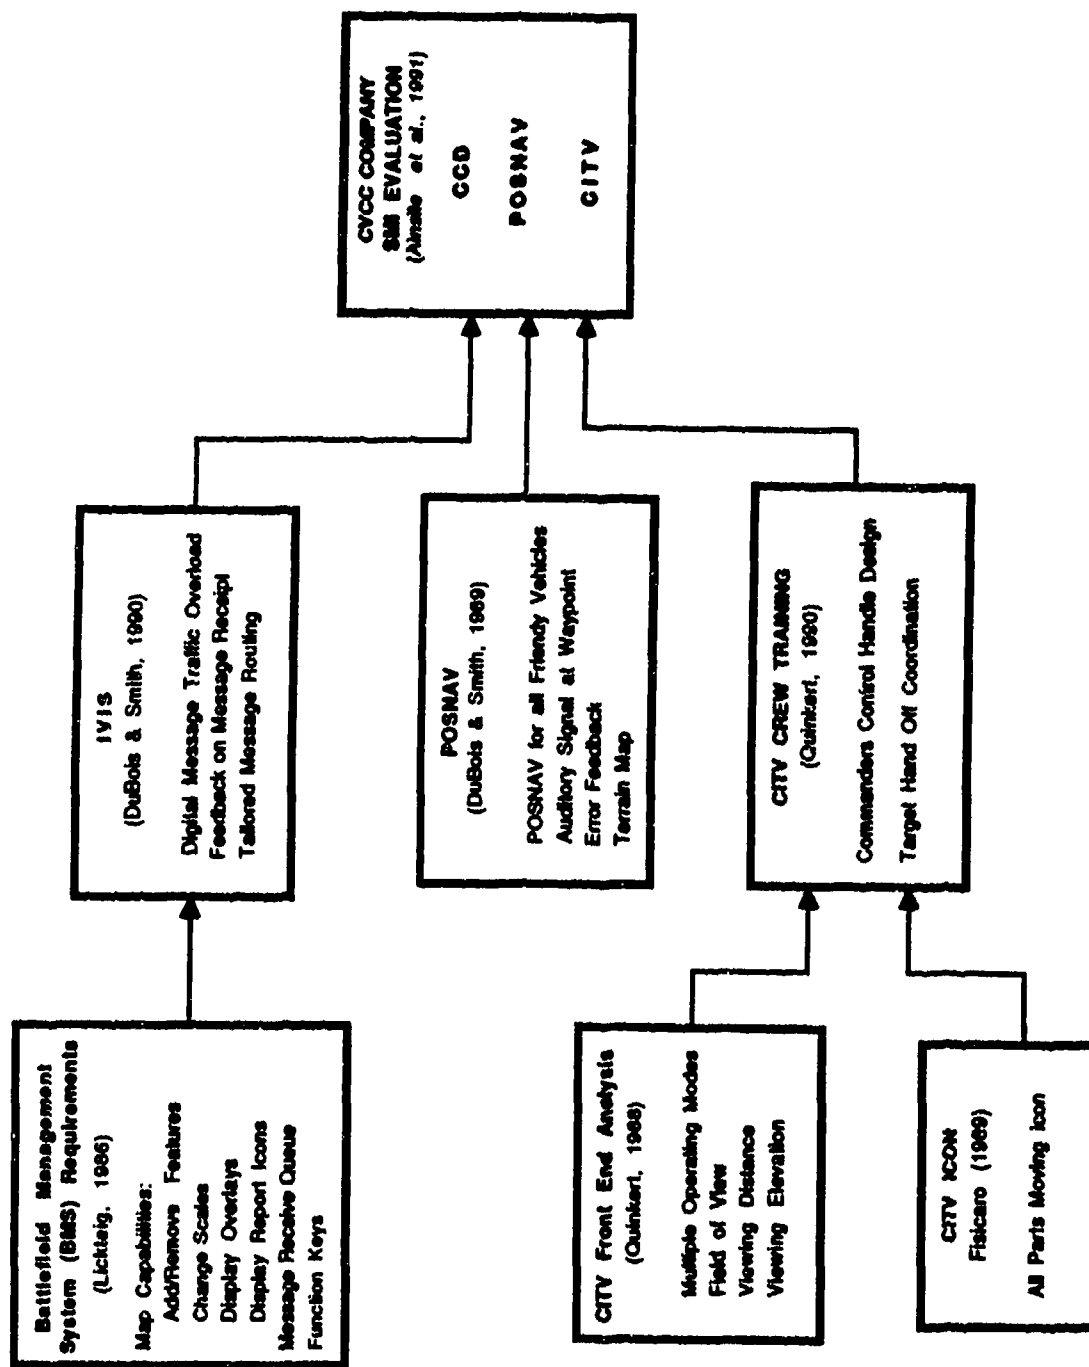 Battlefield Management
System (BMS) Requirements
(Lickteig, 1986)
Map Capabilities:
Add/Remove Features
Change Scales
Display Overlays
Display Report Icons
Message Receive Queue
Function Keys
CITV Front End Analysis
(Quinkert, 1988)
Multiple Operating Modes
Field of View
Viewing Distance
Viewing Elevation
CITV ICON
Fisicaro (1989)
All Parts Moving Icon
IVIS
(DuBois & Smith, 1990)
Digital Message Traffic Overload
Feedback on Message Receipt
Tailored Message Routing
POSNAV
(DuBois & Smith, 1989)
POSNAV for all Friendy Vehicles
Auditory Signal at Waypoint
Error Feedback
Terrain Map
CITV CREW TRAINING
(Quinkert, 1990)
Commanders Control Handle Design
Target Hand Off Coordination
CVCC COMPANY
SMI EVALUATION
(Ainslie et al., 1991)
CCD
POSNAV
CITV